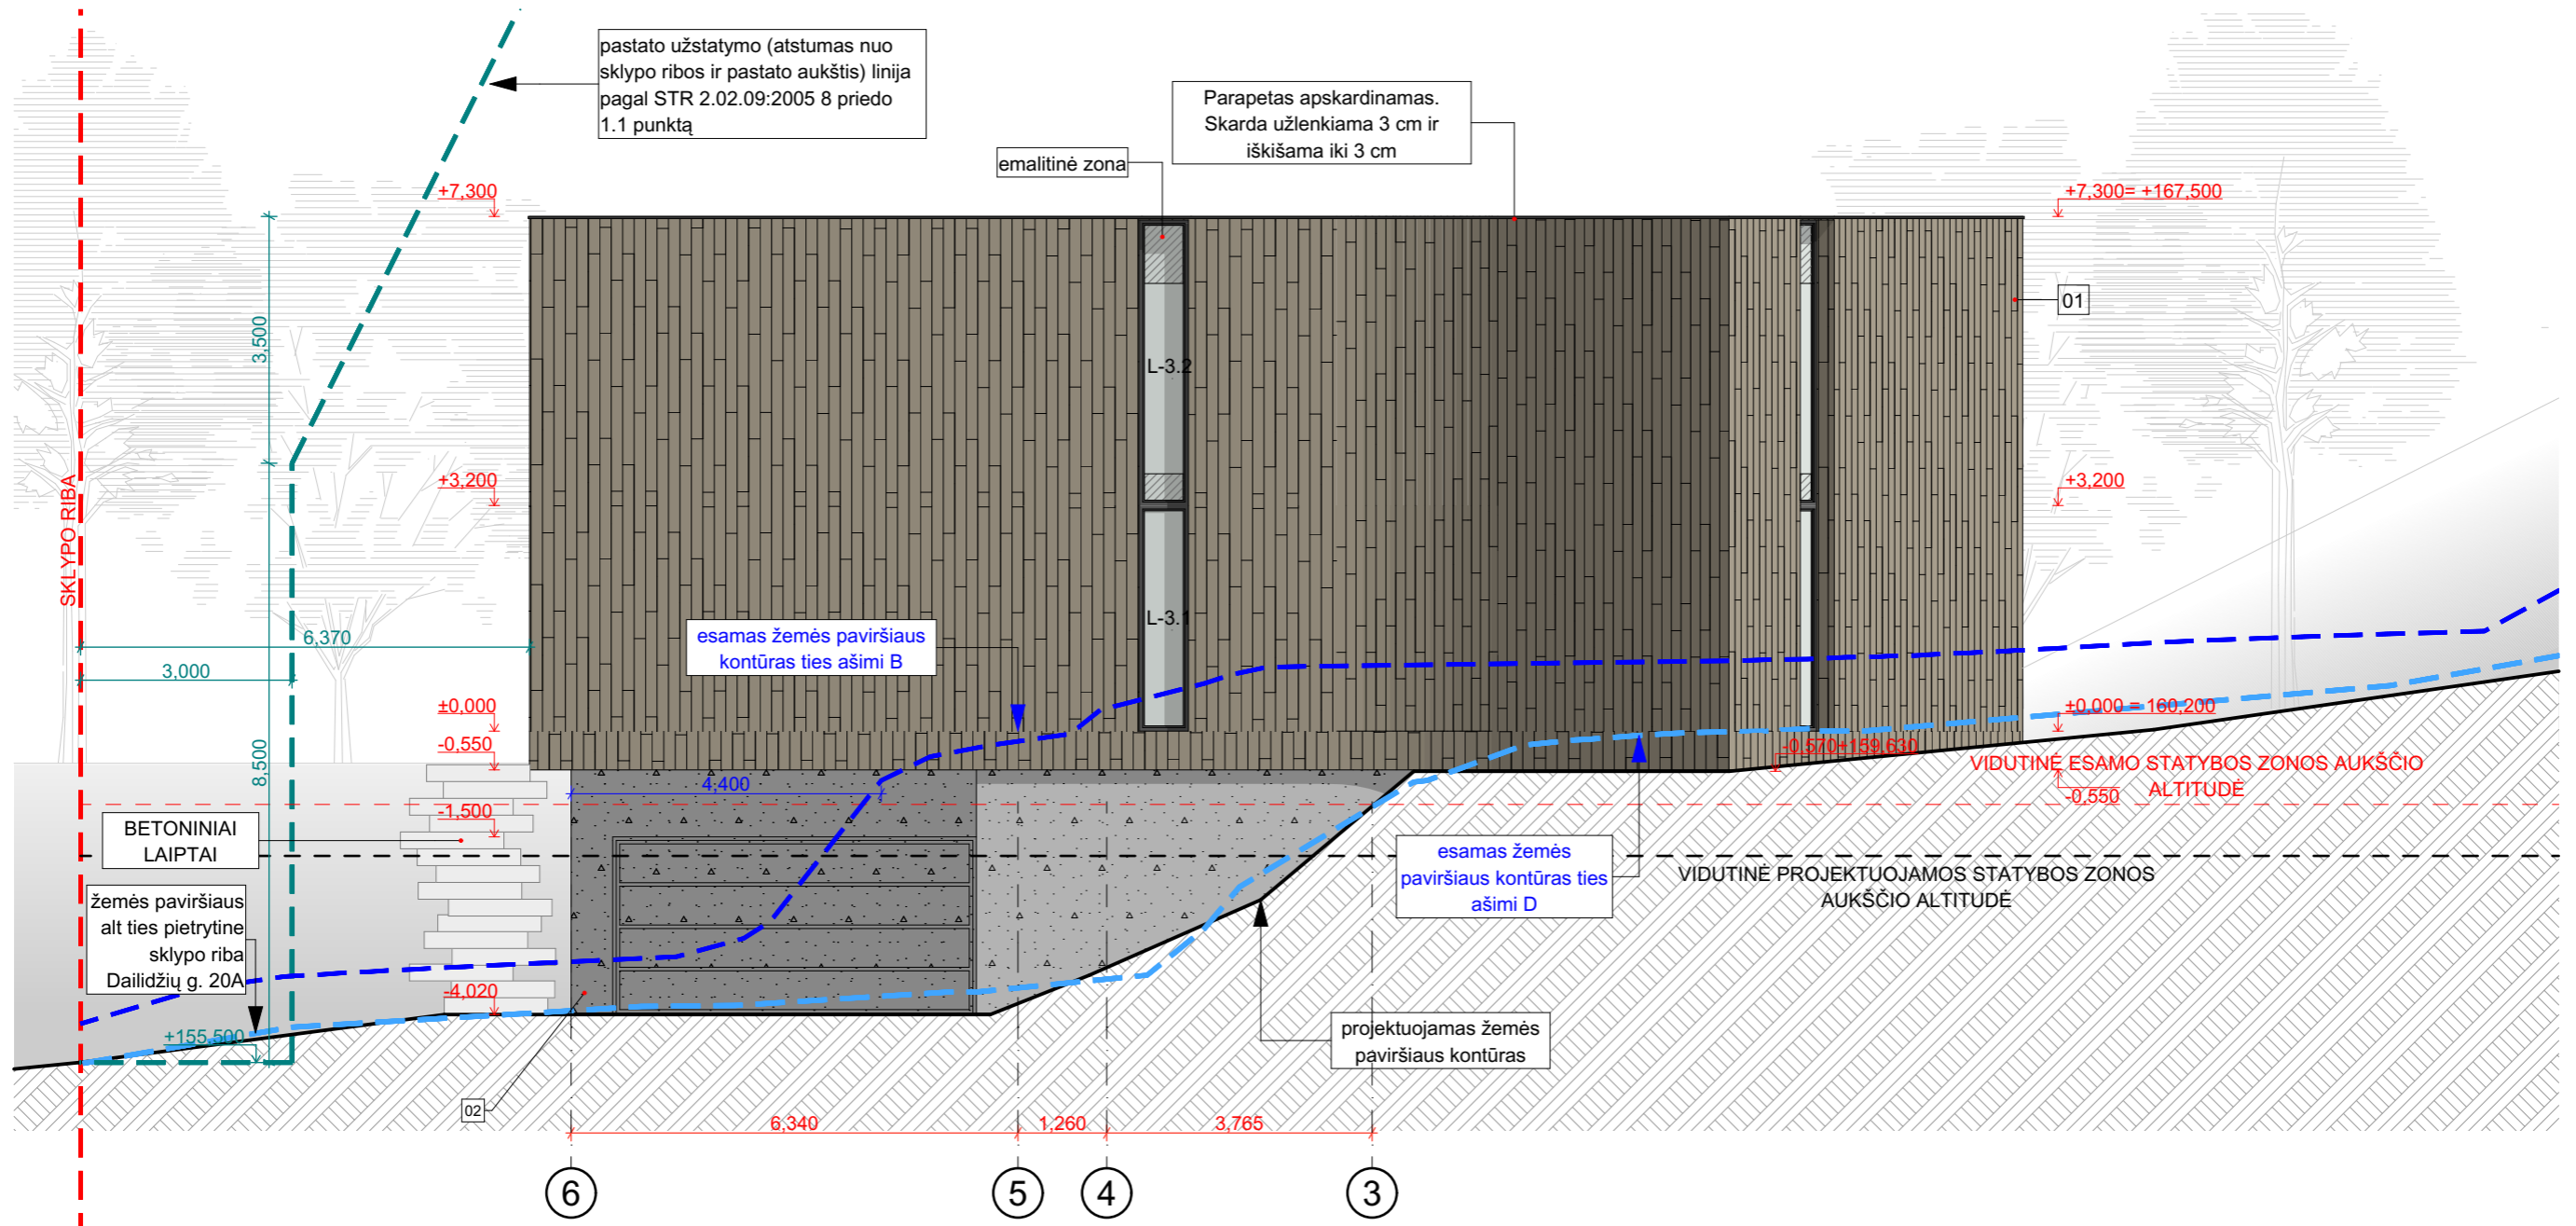 pastato užstatymo (atstumas nuo
sklypo ribos ir pastato aukštis) linija
pagal STR 2.02.09:2005 8 priedo
1.1 punktą
Parapetas apskardinamas.
Skarda užlenkiama 3 cm ir
iškišama iki 3 cm
emalitinė zona
+7,300
+7,300= +167,500
01
3,500
L-3.2
+3,200
+3,200
SKLYPO RIBA
L-3.1
6,370
esamas žemės paviršiaus
kontūras ties ašimi B
3,000
±0,000
±0,000 = 160,200
-0,550
-0,570+159,630
8,500
VIDUTINĖ ESAMO STATYBOS ZONOS AUKŠČIO
ALTITUDĖ
-0,550
4,400
-1,500
BETONINIAI
LAIPTAI
esamas žemės
paviršiaus kontūras ties
ašimi D
VIDUTINĖ PROJEKTUOJAMOS STATYBOS ZONOS
AUKŠČIO ALTITUDĖ
žemės paviršiaus
alt ties pietrytine
sklypo riba
Dailidžių g. 20A
-4,020
+155,500
projektuojamas žemės
paviršiaus kontūras
02
6,340
1,260
3,765
6
5
4
3